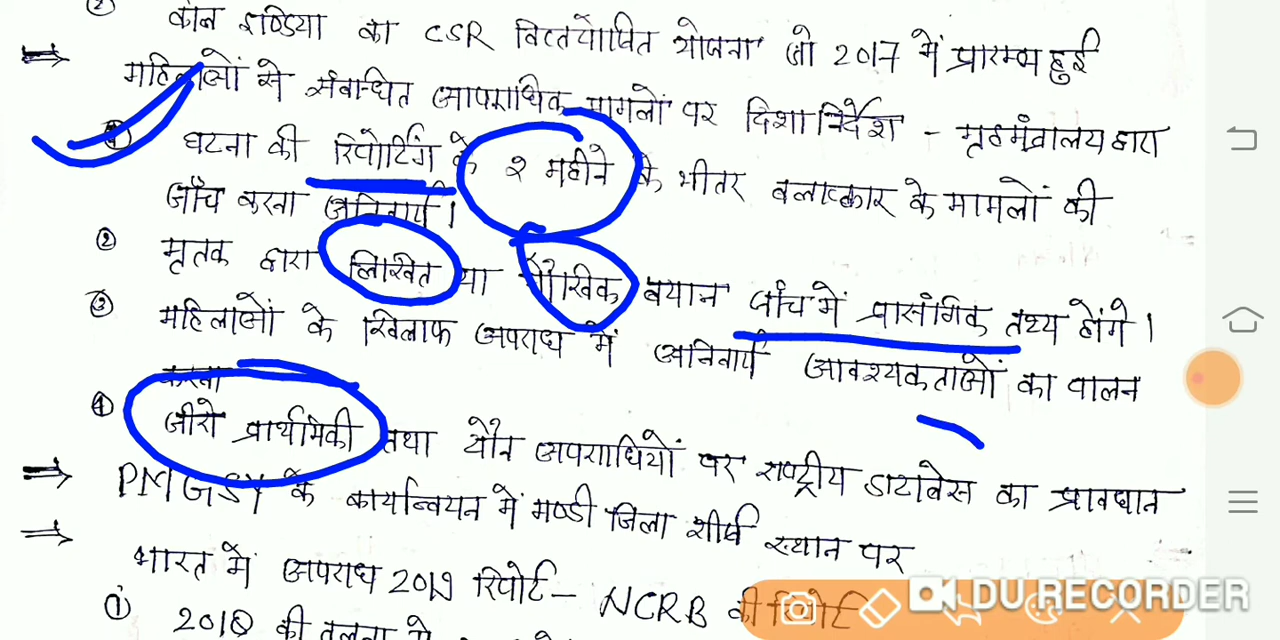 ② कोल इण्डिया का CSR वित्तपोषित योजना जो 2017 में प्रारम्भ हुई
⇒ महिलाओं से संबन्धित आपराधिक मामलों पर दिशा निर्देश - गृहमंत्रालय द्वारा
① घटना की रिपोर्टिंग के २ महीने के भीतर बलात्कार के मामलों की
जाँच करना अनिवार्य।
② मृतक द्वारा लिखित या मौखिक बयान जाँच में प्रासंगिक तथ्य होंगे।
③ महिलाओं के खिलाफ अपराध में अनिवार्य आवश्यकताओं का पालन
करना
④ जीरो प्राथमिकी तथा यौन अपराधियों पर राष्ट्रीय डाटाबेस का प्रावधान
⇒ PMGSY के कार्यान्वयन में मण्डी जिला शीर्ष स्थान पर
⇒ भारत में अपराध 2019 रिपोर्ट - NCRB की रिपोर्ट
① 2018 की तुलना में
DU RECORDER